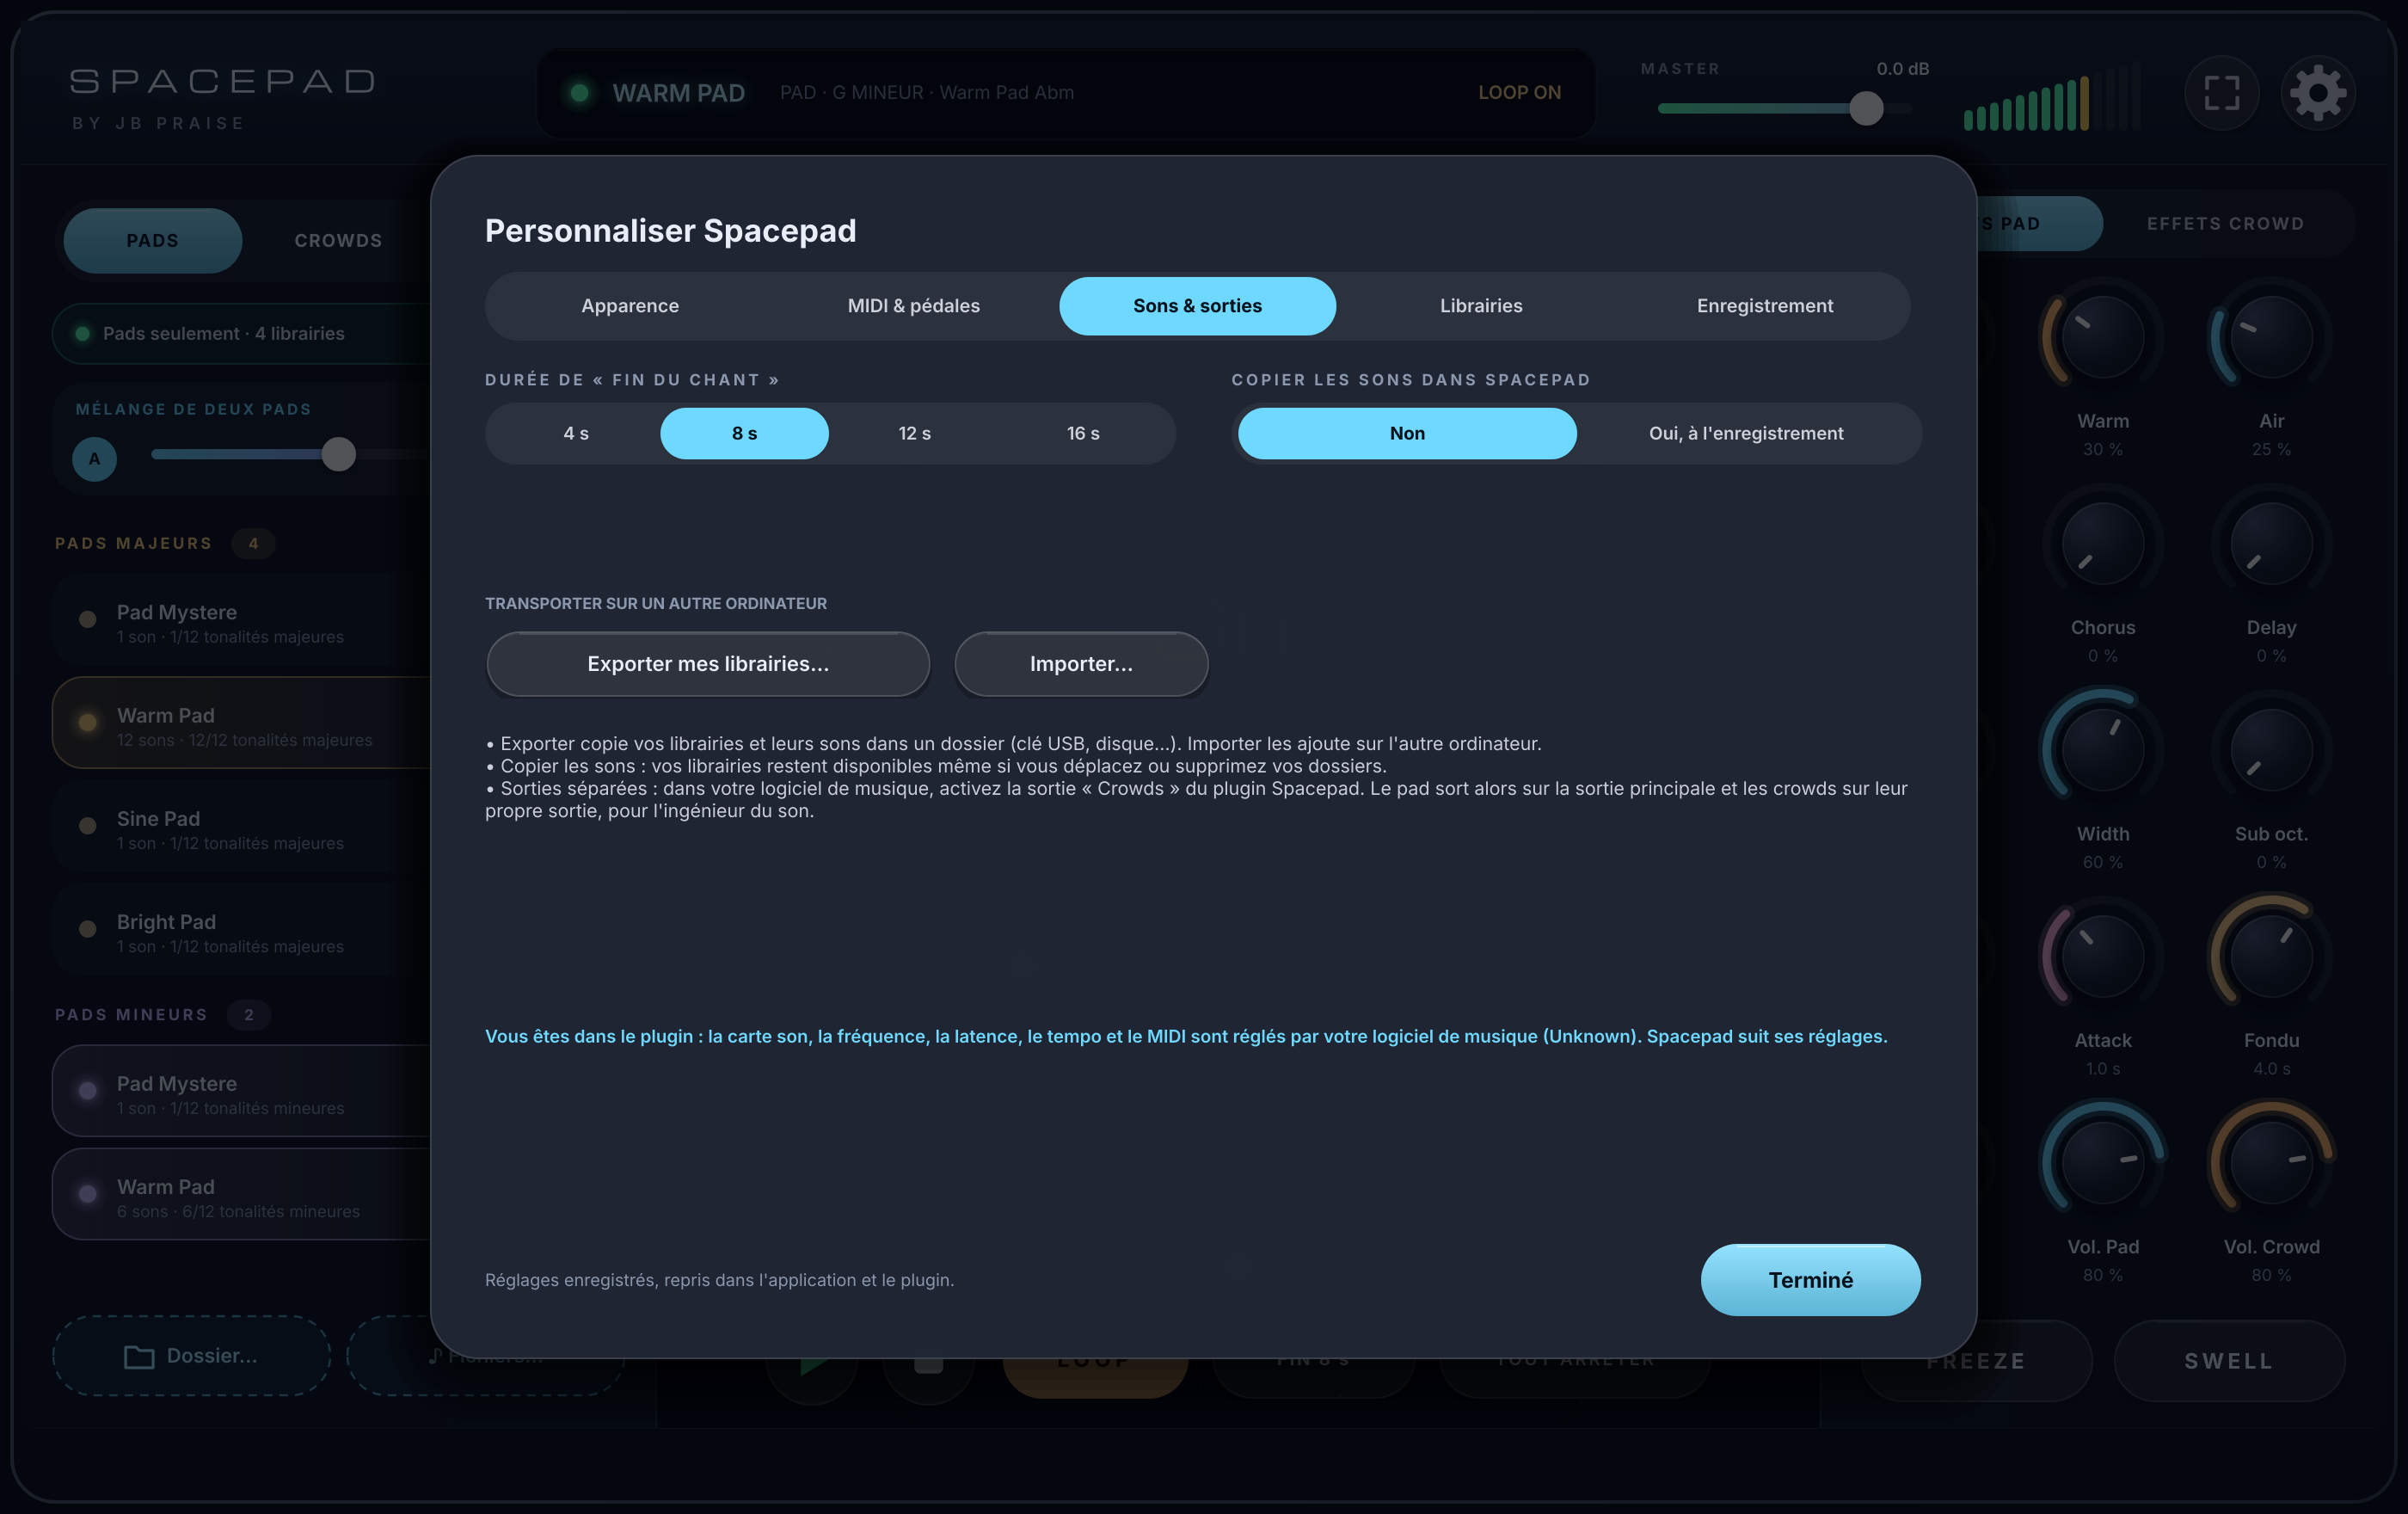 SPACEPAD
BY JB PRAISE
WARM PAD
PAD · G MINEUR · Warm Pad Abm
LOOP ON
MASTER
0.0 dB
PADS
CROWDS
Pads seulement · 4 librairies
MÉLANGE DE DEUX PADS
A
PADS MAJEURS
4
Pad Mystere
1 son · 1/12 tonalités majeures
Warm Pad
12 sons · 12/12 tonalités majeures
Sine Pad
1 son · 1/12 tonalités majeures
Bright Pad
1 son · 1/12 tonalités majeures
PADS MINEURS
2
Pad Mystere
1 son · 1/12 tonalités mineures
Warm Pad
6 sons · 6/12 tonalités mineures
Dossier...
Personnaliser Spacepad
Apparence
MIDI & pédales
Sons & sorties
Librairies
Enregistrement
DURÉE DE « FIN DU CHANT »
4 s
8 s
12 s
16 s
COPIER LES SONS DANS SPACEPAD
Non
Oui, à l'enregistrement
TRANSPORTER SUR UN AUTRE ORDINATEUR
Exporter mes librairies...
Importer...
• Exporter copie vos librairies et leurs sons dans un dossier (clé USB, disque...). Importer les ajoute sur l'autre ordinateur.
• Copier les sons : vos librairies restent disponibles même si vous déplacez ou supprimez vos dossiers.
• Sorties séparées : dans votre logiciel de musique, activez la sortie « Crowds » du plugin Spacepad. Le pad sort alors sur la sortie principale et les crowds sur leur
propre sortie, pour l'ingénieur du son.
Vous êtes dans le plugin : la carte son, la fréquence, la latence, le tempo et le MIDI sont réglés par votre logiciel de musique (Unknown). Spacepad suit ses réglages.
Réglages enregistrés, repris dans l'application et le plugin.
Terminé
LOOP
FIN 8 s
TOUT ARRÊTER
PAD
EFFETS CROWD
Warm
30 %
Air
25 %
Chorus
0 %
Delay
0 %
Width
60 %
Sub oct.
0 %
Attack
1.0 s
Fondu
4.0 s
Vol. Pad
80 %
Vol. Crowd
80 %
FREEZE
SWELL